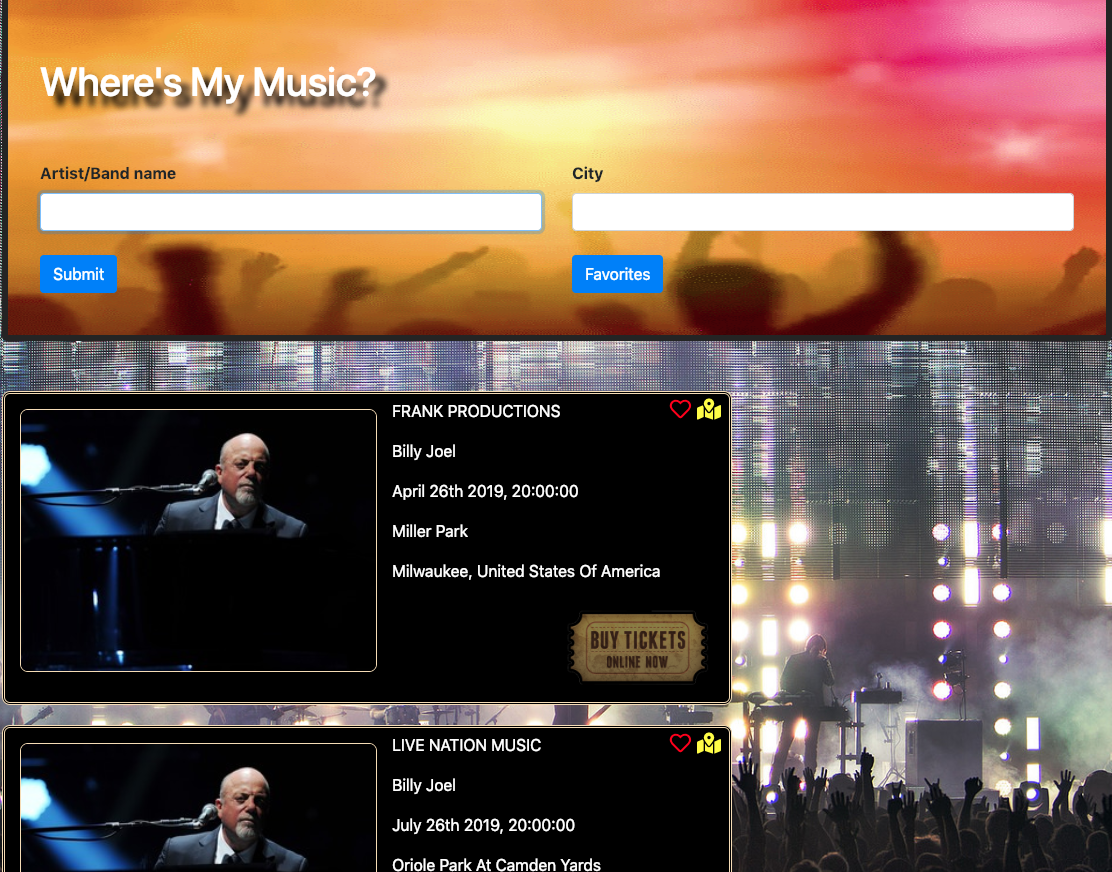 Where's My Music?
Artist/Band name
City
Submit
Favorites
FRANK PRODUCTIONS
Billy Joel
April 26th 2019, 20:00:00
Miller Park
Milwaukee, United States Of America
BUY TICKETS
ONLINE NOW
LIVE NATION MUSIC
Billy Joel
July 26th 2019, 20:00:00
Oriole Park At Camden Yards